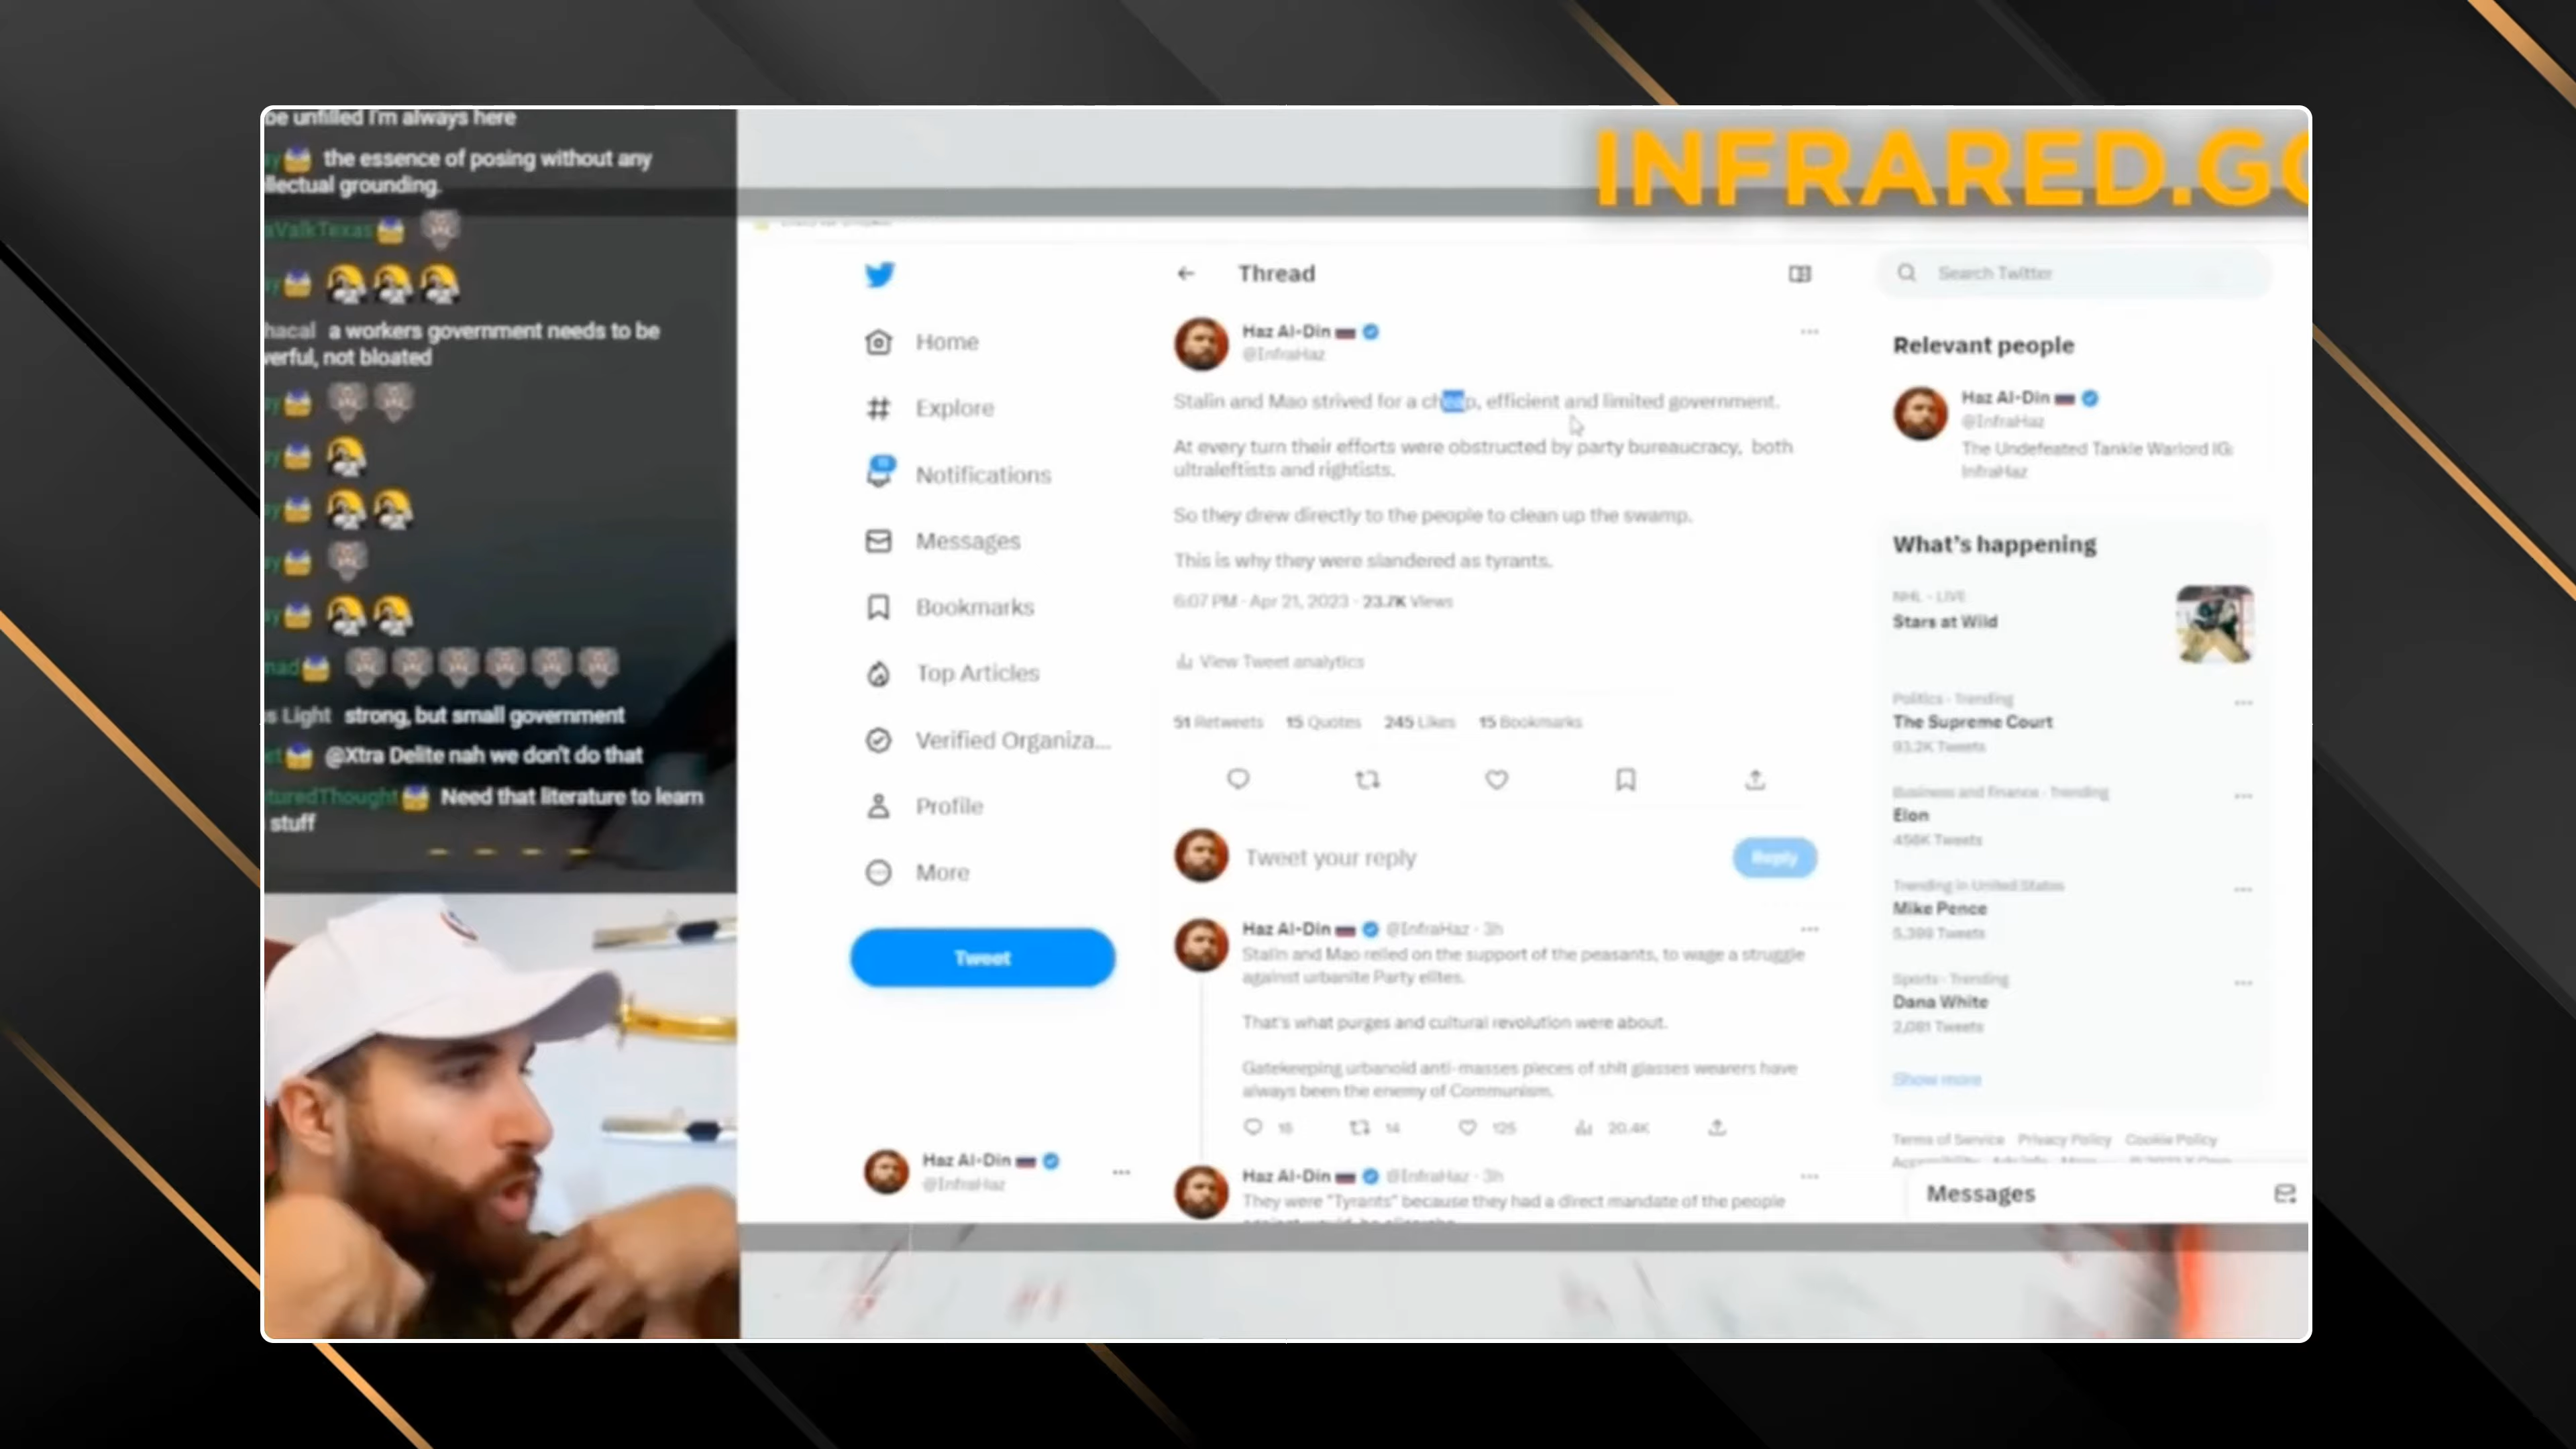 be unfilled I'm always here
the essence of posing without any
llectual grounding.
aValkTexas
hacal a workers government needs to be
werful, not bloated
nad
s Light strong, but small government
@Xtra Delite nah we don't do that
turedThought Need that literature to learn
stuff
INFRARED.G
Home
Explore
Notifications
Messages
Bookmarks
Top Articles
Verified Organiza...
Profile
More
Tweet
Haz Al-Din
@InfraHaz
Thread
Haz Al-Din
@InfraHaz
Stalin and Mao strived for a cheap, efficient and limited government.
At every turn their efforts were obstructed by party bureaucracy, both
ultraleftists and rightists.
So they drew directly to the people to clean up the swamp.
This is why they were slandered as tyrants.
6:07 PM · Apr 21, 2023 · 23.7K Views
View Tweet analytics
51 Retweets 15 Quotes 245 Likes 15 Bookmarks
Tweet your reply
Reply
Haz Al-Din @InfraHaz · 3h
Stalin and Mao relied on the support of the peasants, to wage a struggle
against urbanite Party elites.
That's what purges and cultural revolution were about.
Gatekeeping urbanoid anti-masses pieces of shit glasses wearers have
always been the enemy of Communism.
14 125 20.4K
Haz Al-Din @InfraHaz · 3h
They were "Tyrants" because they had a direct mandate of the people
Search Twitter
Relevant people
Haz Al-Din
@InfraHaz
The Undefeated Tankie Warlord IG:
InfraHaz
What's happening
NHL · LIVE
Stars at Wild
Politics · Trending
The Supreme Court
93.2K Tweets
Business and Finance · Trending
Elon
456K Tweets
Trending in United States
Mike Pence
5,399 Tweets
Sports · Trending
Dana White
2,081 Tweets
Show more
Terms of Service Privacy Policy Cookie Policy
Messages